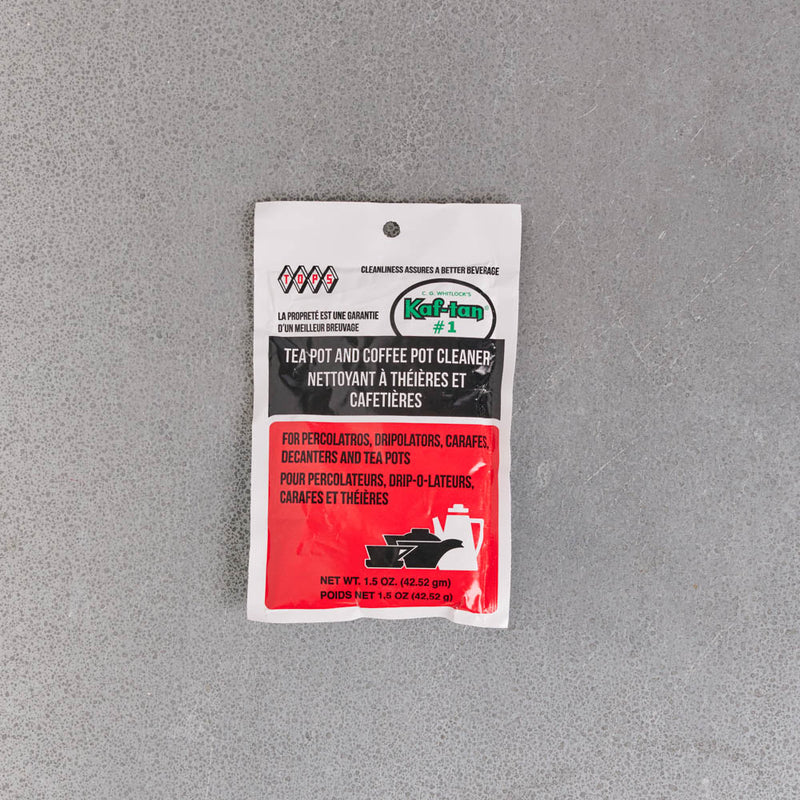 TOPS
CLEANLINESS ASSURES A BETTER BEVERAGE
LA PROPRETÉ EST UNE GARANTIE
D'UN MEILLEUR BREUVAGE
C. G. WHITLOCK'S
Kaf-tan®
#1
TEA POT AND COFFEE POT CLEANER
NETTOYANT À THÉIÈRES ET
CAFETIÈRES
FOR PERCOLATROS, DRIPOLATORS, CARAFES,
DECANTERS AND TEA POTS
POUR PERCOLATEURS, DRIP-O-LATEURS,
CARAFES ET THÉIÈRES
NET WT. 1.5 OZ. (42.52 gm)
POIDS NET 1.5 OZ (42.52 g)